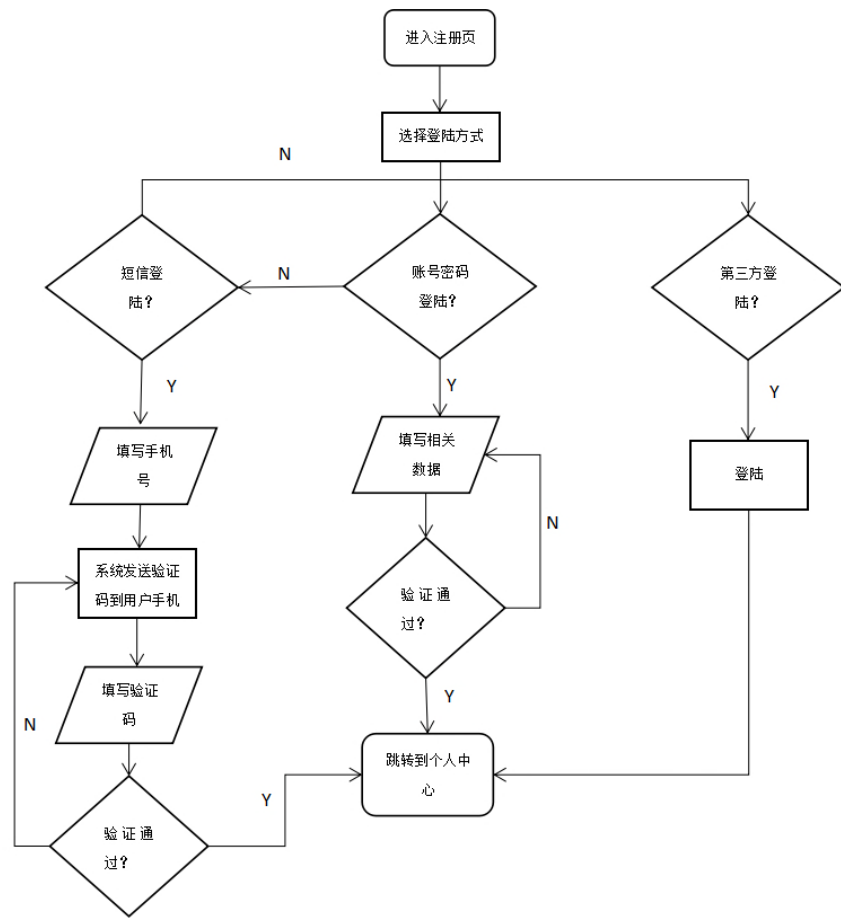 进入注册页
选择登陆方式
N
短信登
陆？
N
账号密码
登陆？
第三方登
陆？
Y
Y
Y
填写手机
号
填写相关
数据
登陆
N
系统发送验证
码到用户手机
验证通
过？
填写验证
码
N
Y
跳转到个人中
心
Y
验证通
过？